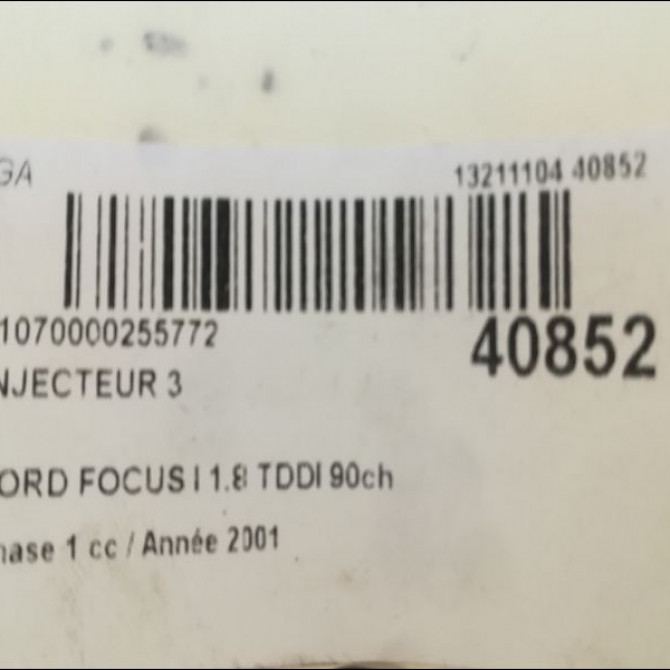 GA 13211104 40852
1070000255772 40852
NJECTEUR 3
ORD FOCUS I 1.8 TDDI 90ch
hase 1 cc / Année 2001